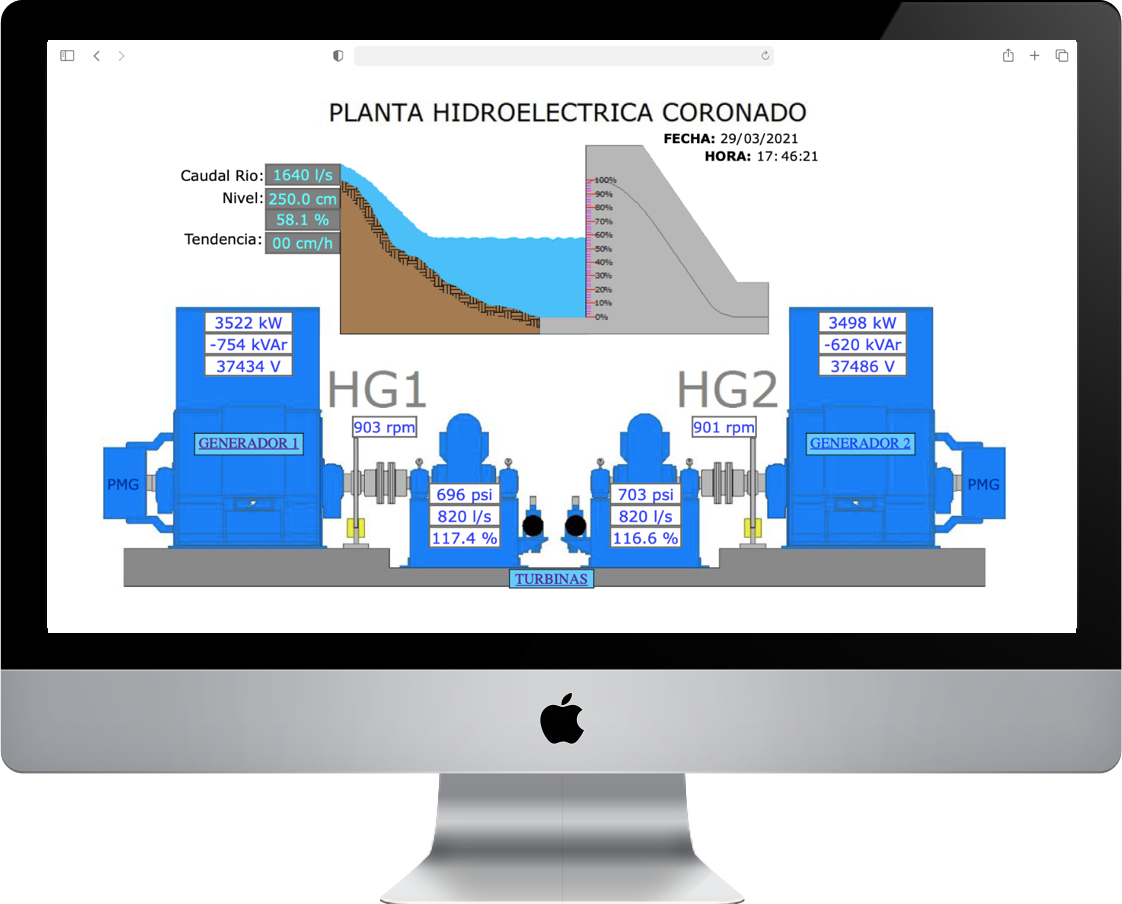 PLANTA HIDROELECTRICA CORONADO
FECHA: 29/03/2021
HORA: 17:46:21
Caudal Rio: 1640 l/s
Nivel: 250.0 cm
58.1 %
Tendencia: 00 cm/h
100%
90%
80%
70%
60%
50%
40%
30%
20%
10%
0%
3522 kW
-754 kVAr
37434 V
3498 kW
-620 kVAr
37486 V
HG1
HG2
903 rpm
901 rpm
GENERADOR 1
GENERADOR 2
PMG
PMG
696 psi
820 l/s
117.4 %
703 psi
820 l/s
116.6 %
TURBINAS